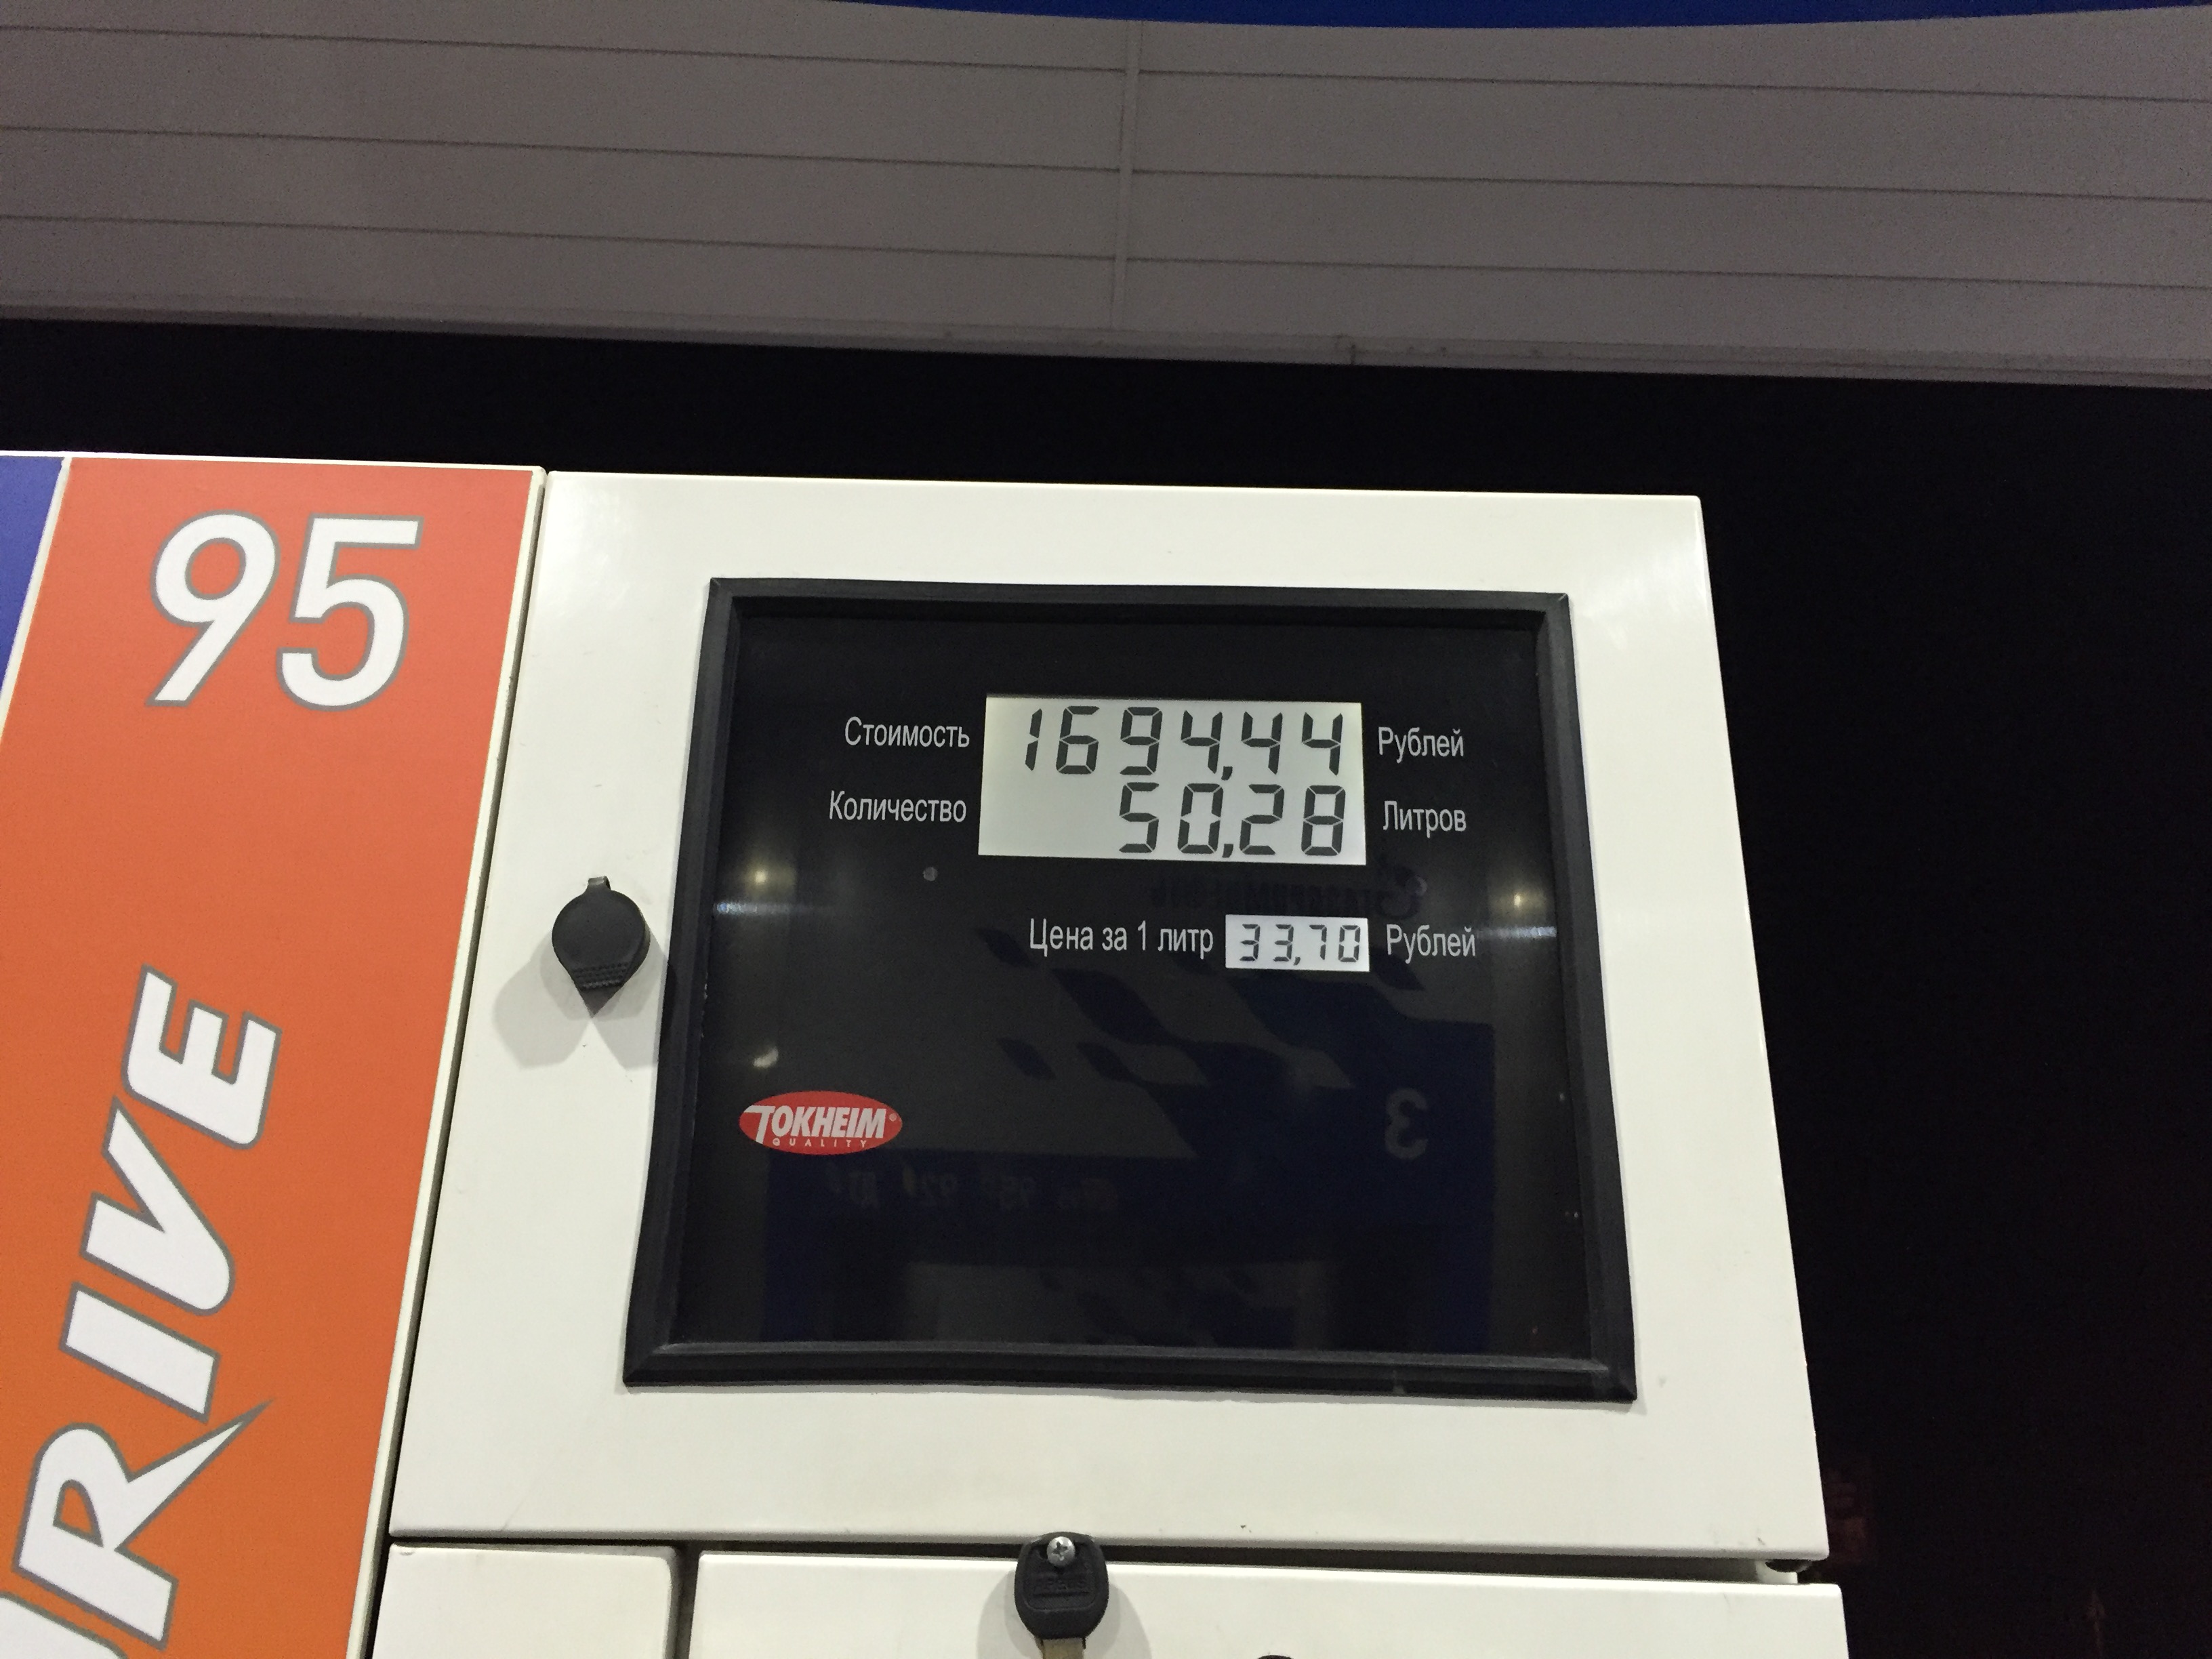 95
DRIVE
Стоимость 1694,44 Рублей
Количество 50,28 Литров
Цена за 1 литр 33,70 Рублей
TOKHEIM®
QUALITY
3